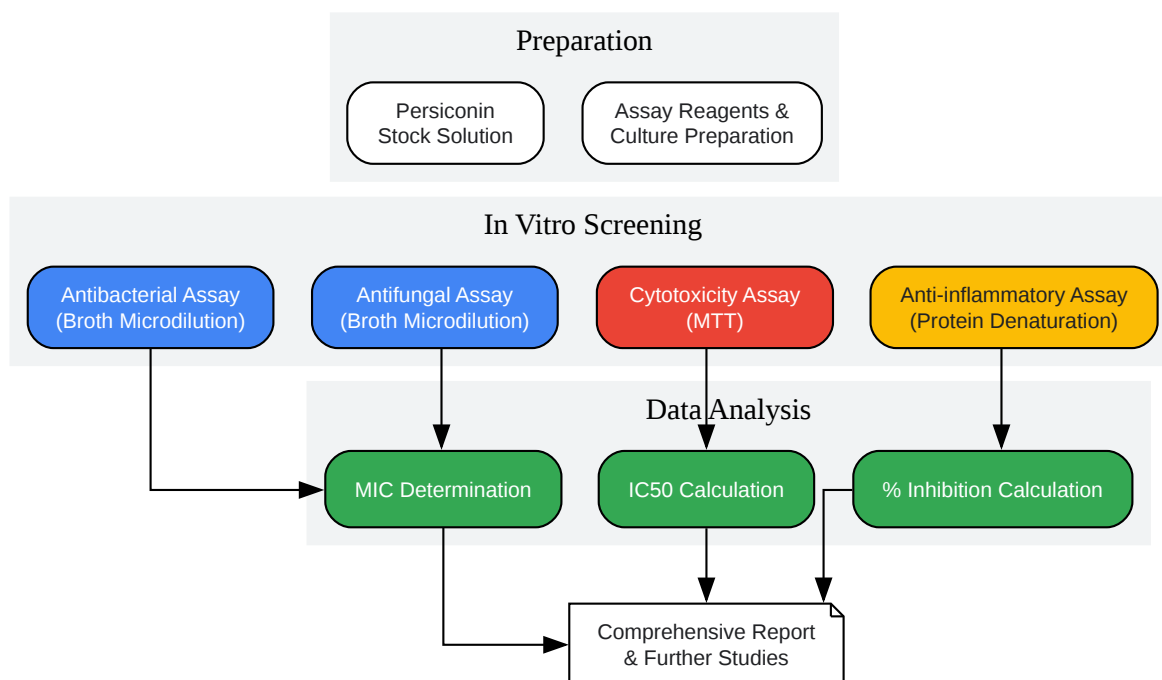 Preparation
Persiconin
Stock Solution
Assay Reagents &
Culture Preparation
In Vitro Screening
Antibacterial Assay
(Broth Microdilution)
Antifungal Assay
(Broth Microdilution)
Cytotoxicity Assay
(MTT)
Anti-inflammatory Assay
(Protein Denaturation)
Data Analysis
MIC Determination
IC50 Calculation
% Inhibition Calculation
Comprehensive Report
& Further Studies